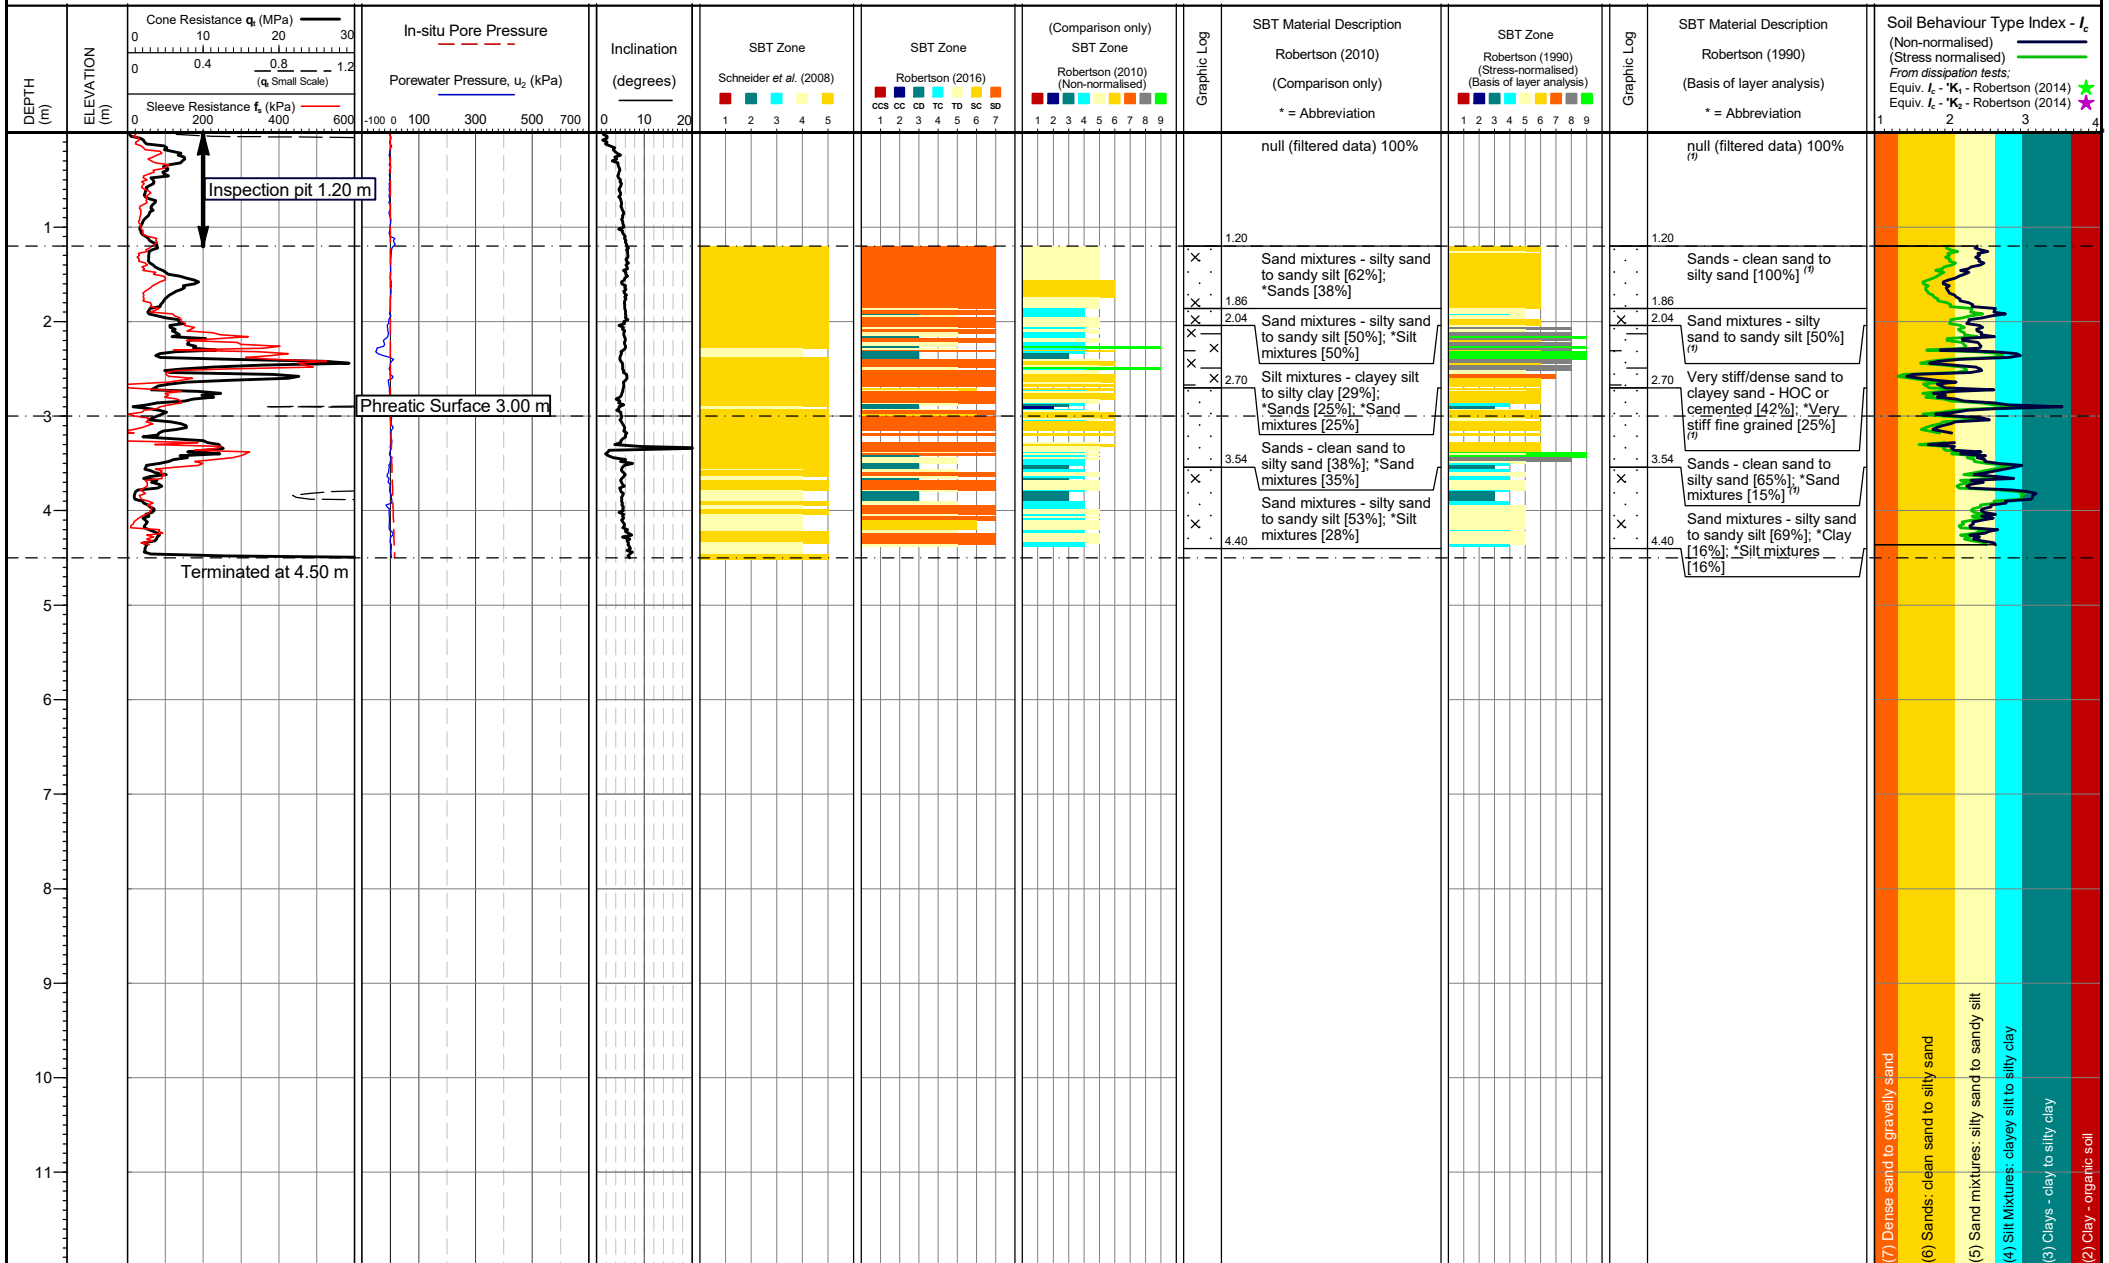 DEPTH
(m)
ELEVATION
(m)
Cone Resistance qt (MPa)
0 10 20 30
0 0.4 0.8 1.2
(qt Small Scale)
Sleeve Resistance fs (kPa)
0 200 400 600
In-situ Pore Pressure
Porewater Pressure, u2 (kPa)
-100 0 100 300 500 700
Inclination
(degrees)
0 10 20
SBT Zone
Schneider et al. (2008)
1 2 3 4 5
SBT Zone
Robertson (2016)
CCS CC CD TC TD SC SD
1 2 3 4 5 6 7
(Comparison only)
SBT Zone
Robertson (2010)
(Non-normalised)
1 2 3 4 5 6 7 8 9
Graphic Log
SBT Material Description
Robertson (2010)
(Comparison only)
* = Abbreviation
SBT Zone
Robertson (1990)
(Stress-normalised)
(Basis of layer analysis)
1 2 3 4 5 6 7 8 9
Graphic Log
SBT Material Description
Robertson (1990)
(Basis of layer analysis)
* = Abbreviation
Soil Behaviour Type Index - Ic
(Non-normalised)
(Stress normalised)
From dissipation tests;
Equiv. Ic - 'K1 - Robertson (2014)
Equiv. Ic - 'K2 - Robertson (2014)
1 2 3 4
1
2
3
4
5
6
7
8
9
10
11
Inspection pit 1.20 m
Phreatic Surface 3.00 m
Terminated at 4.50 m
null (filtered data) 100%
1.20
Sand mixtures - silty sand
to sandy silt [62%];
*Sands [38%]
1.86
2.04
Sand mixtures - silty sand
to sandy silt [50%]; *Silt
mixtures [50%]
2.70
Silt mixtures - clayey silt
to silty clay [29%];
*Sands [25%]; *Sand
mixtures [25%]
Sands - clean sand to
silty sand [38%]; *Sand
mixtures [35%]
3.54
Sand mixtures - silty sand
to sandy silt [53%]; *Silt
mixtures [28%]
4.40
null (filtered data) 100%
(1)
1.20
Sands - clean sand to
silty sand [100%] (1)
1.86
2.04
Sand mixtures - silty
sand to sandy silt [50%]
(1)
2.70
Very stiff/dense sand to
clayey sand - HOC or
cemented [42%]; *Very
stiff fine grained [25%]
(1)
3.54
Sands - clean sand to
silty sand [65%]; *Sand
mixtures [15%] (1)
Sand mixtures - silty sand
to sandy silt [69%]; *Clay
4.40
[16%]; *Silt mixtures
[16%]
(7) Dense sand to gravelly sand
(6) Sands: clean sand to silty sand
(5) Sand mixtures: silty sand to sandy silt
(4) Silt Mixtures: clayey silt to silty clay
(3) Clays - clay to silty clay
(2) Clay - organic soil